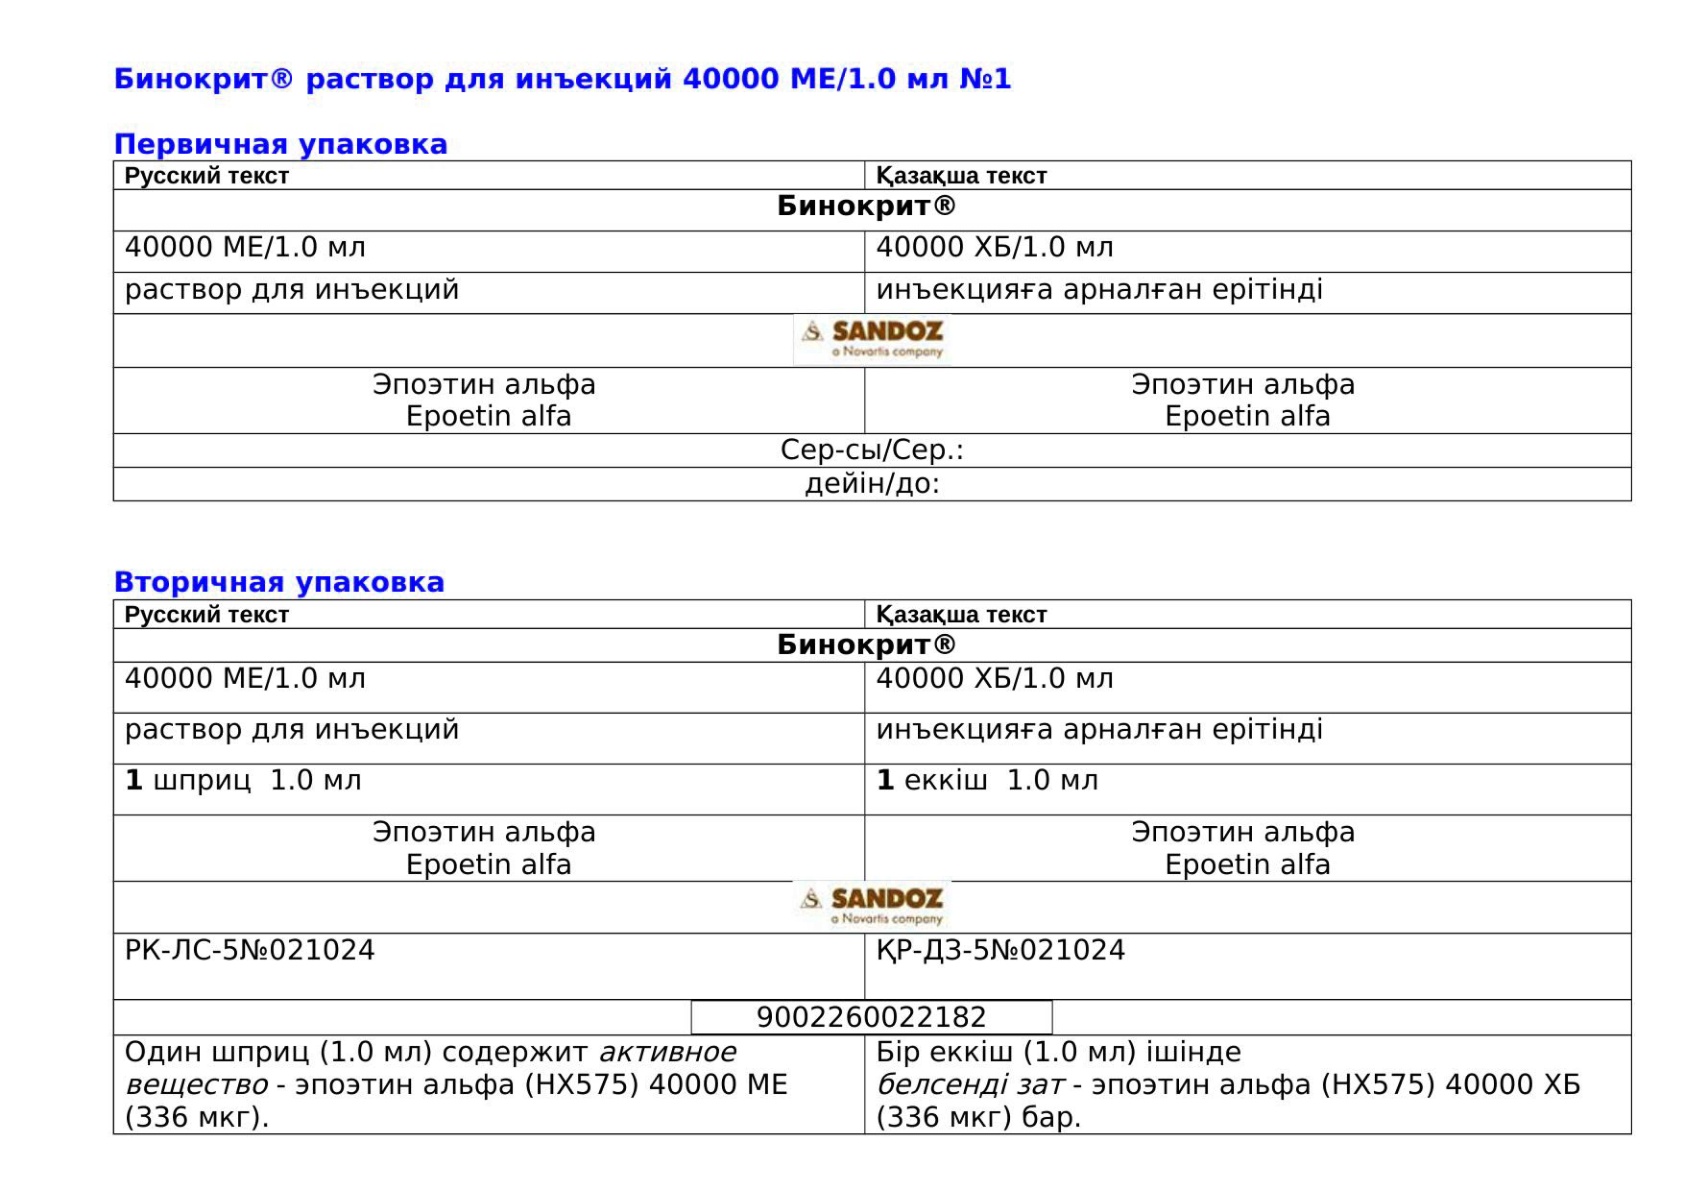 Бинокрит® раствор для инъекций 40000 МЕ/1.0 мл №1
Первичная упаковка
Русский текст
Қазақша текст
Бинокрит®
40000 МЕ/1.0 мл
40000 ХБ/1.0 мл
раствор для инъекций
инъекцияға арналған ерітінді
SANDOZ
a Novartis company
Эпоэтин альфа
Epoetin alfa
Эпоэтин альфа
Epoetin alfa
Сер-сы/Сер.:
дейін/до:
Вторичная упаковка
Русский текст
Қазақша текст
Бинокрит®
40000 МЕ/1.0 мл
40000 ХБ/1.0 мл
раствор для инъекций
инъекцияға арналған ерітінді
1 шприц  1.0 мл
1 еккіш  1.0 мл
Эпоэтин альфа
Epoetin alfa
Эпоэтин альфа
Epoetin alfa
SANDOZ
a Novartis company
РК-ЛС-5№021024
ҚР-ДЗ-5№021024
9002260022182
Один шприц (1.0 мл) содержит активное
вещество - эпоэтин альфа (HX575) 40000 МЕ
(336 мкг).
Бір еккіш (1.0 мл) ішінде
белсенді зат - эпоэтин альфа (HX575) 40000 ХБ
(336 мкг) бар.